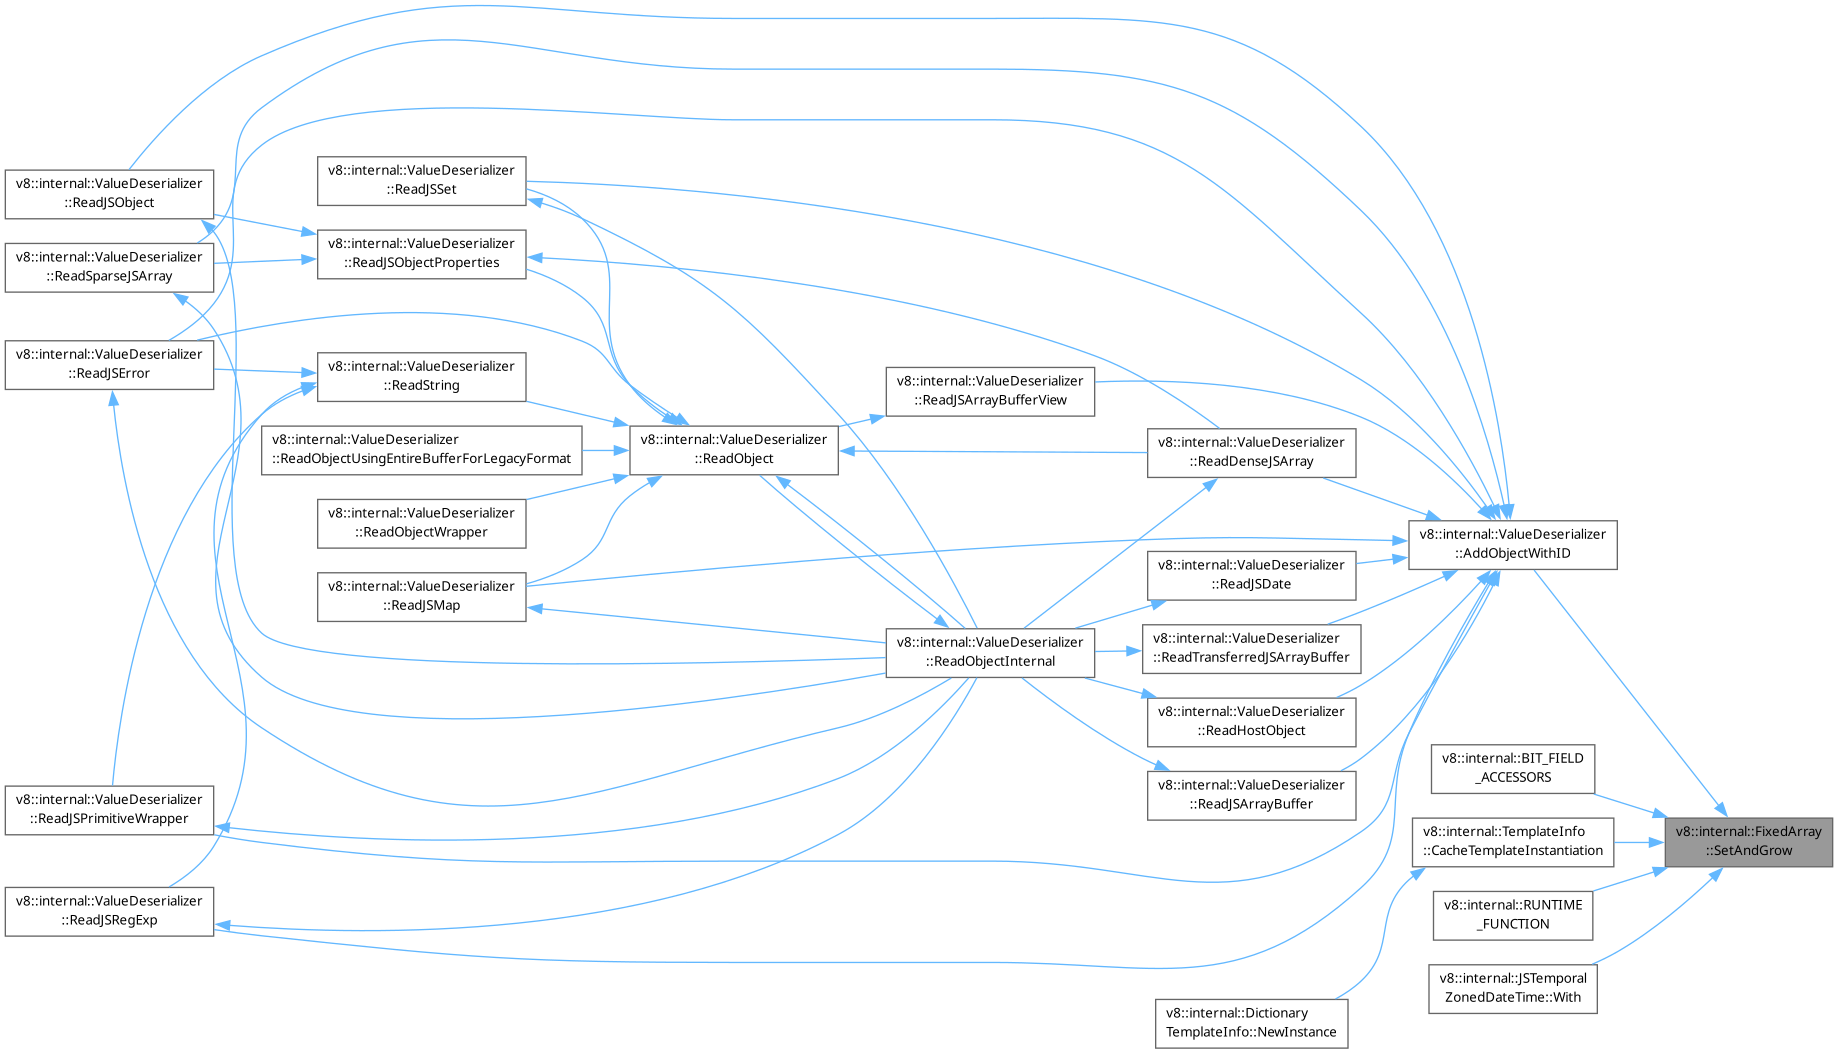 v8::internal::ValueDeserializer
::ReadJSObject
v8::internal::ValueDeserializer
::ReadSparseJSArray
v8::internal::ValueDeserializer
::ReadJSError
v8::internal::ValueDeserializer
::ReadJSPrimitiveWrapper
v8::internal::ValueDeserializer
::ReadJSRegExp
v8::internal::ValueDeserializer
::ReadJSSet
v8::internal::ValueDeserializer
::ReadJSObjectProperties
v8::internal::ValueDeserializer
::ReadString
v8::internal::ValueDeserializer
::ReadObjectUsingEntireBufferForLegacyFormat
v8::internal::ValueDeserializer
::ReadObjectWrapper
v8::internal::ValueDeserializer
::ReadJSMap
v8::internal::ValueDeserializer
::ReadObject
v8::internal::ValueDeserializer
::ReadJSArrayBufferView
v8::internal::ValueDeserializer
::ReadObjectInternal
v8::internal::ValueDeserializer
::ReadDenseJSArray
v8::internal::ValueDeserializer
::ReadJSDate
v8::internal::ValueDeserializer
::ReadTransferredJSArrayBuffer
v8::internal::ValueDeserializer
::ReadHostObject
v8::internal::ValueDeserializer
::ReadJSArrayBuffer
v8::internal::Dictionary
TemplateInfo::NewInstance
v8::internal::ValueDeserializer
::AddObjectWithID
v8::internal::BIT_FIELD
_ACCESSORS
v8::internal::TemplateInfo
::CacheTemplateInstantiation
v8::internal::RUNTIME
_FUNCTION
v8::internal::JSTemporal
ZonedDateTime::With
v8::internal::FixedArray
::SetAndGrow